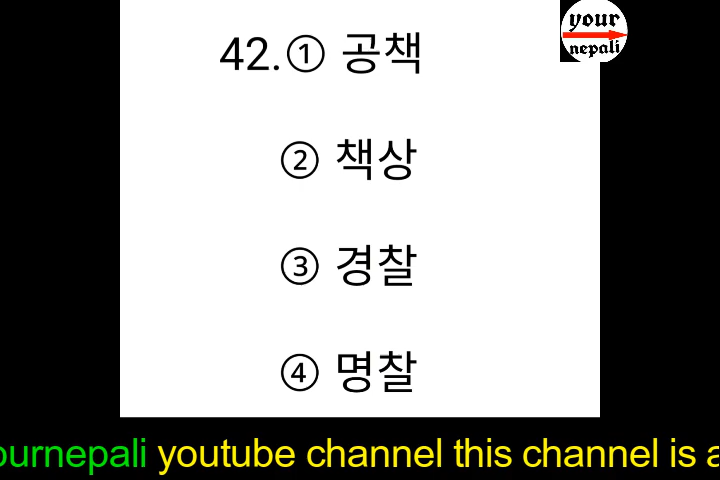 your
nepali
42.① 공책
② 책상
③ 경찰
④ 명찰
ournepali youtube channel this channel is a